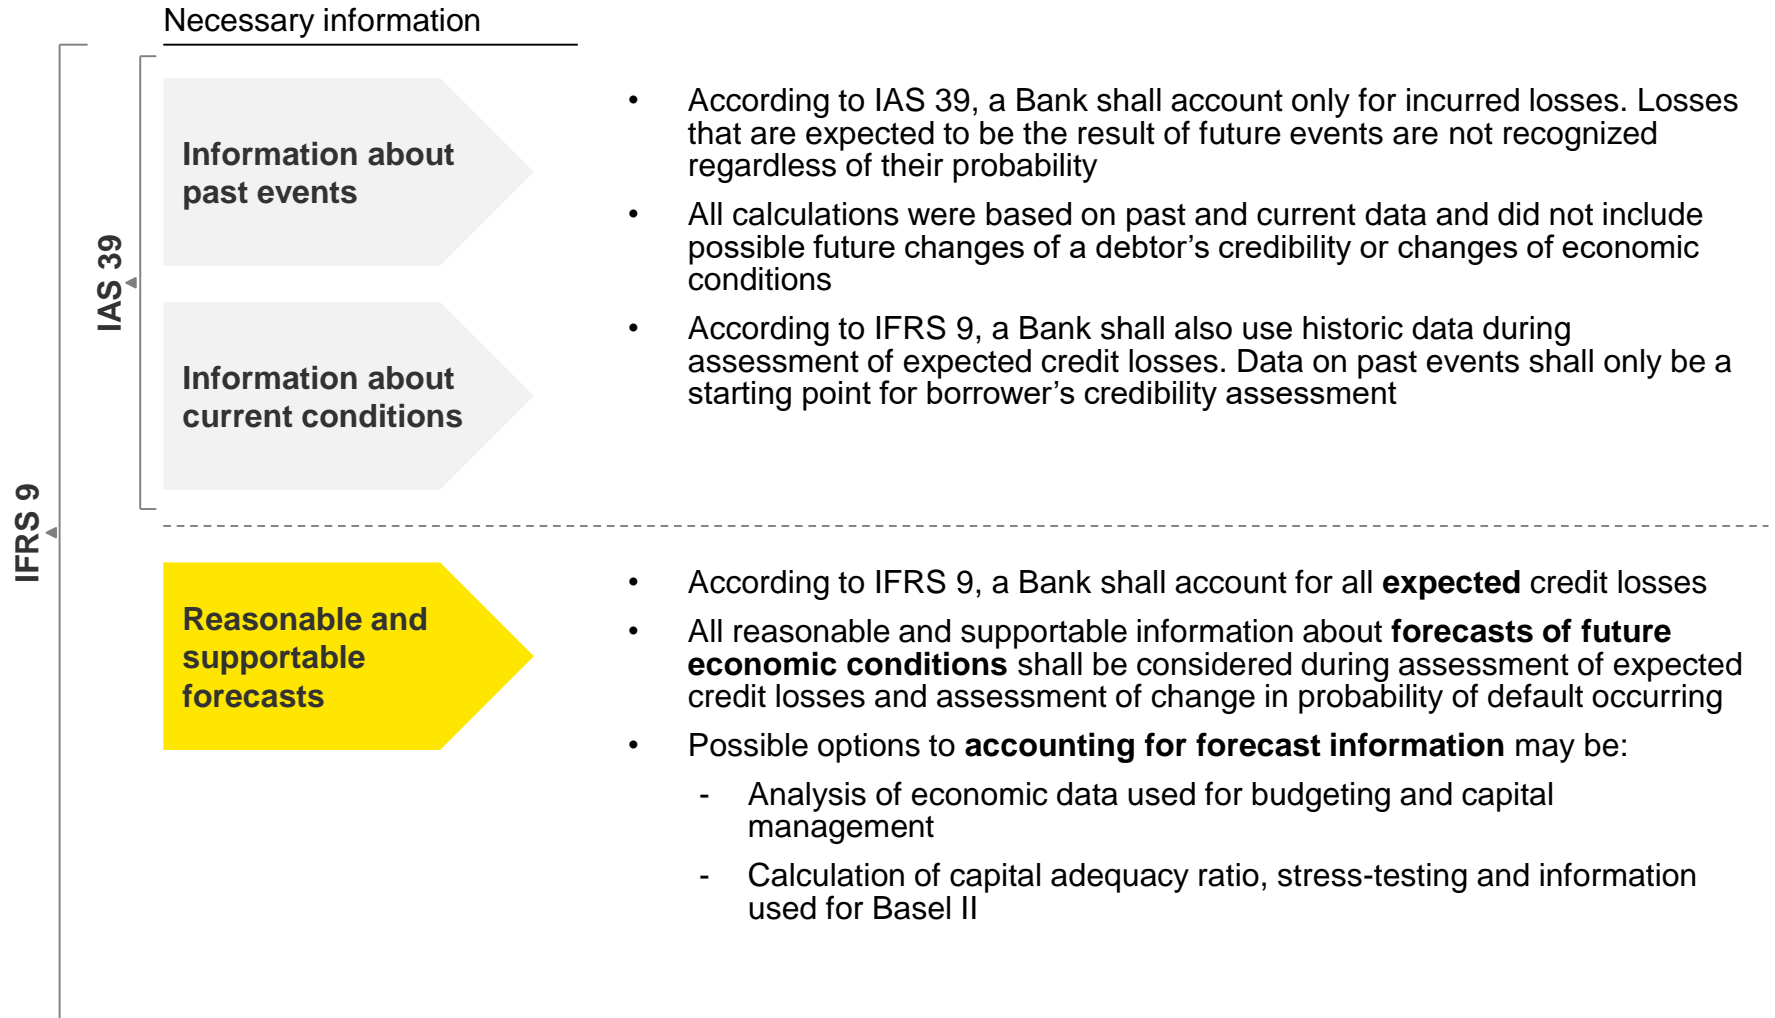 Necessary information
IFRS 9
IAS 39
Information about
past events
Information about
current conditions
• According to IAS 39, a Bank shall account only for incurred losses. Losses
that are expected to be the result of future events are not recognized
regardless of their probability
• All calculations were based on past and current data and did not include
possible future changes of a debtor’s credibility or changes of economic
conditions
• According to IFRS 9, a Bank shall also use historic data during
assessment of expected credit losses. Data on past events shall only be a
starting point for borrower’s credibility assessment
Reasonable and
supportable
forecasts
• According to IFRS 9, a Bank shall account for all expected credit losses
• All reasonable and supportable information about forecasts of future
economic conditions shall be considered during assessment of expected
credit losses and assessment of change in probability of default occurring
• Possible options to accounting for forecast information may be:
- Analysis of economic data used for budgeting and capital
management
- Calculation of capital adequacy ratio, stress-testing and information
used for Basel II